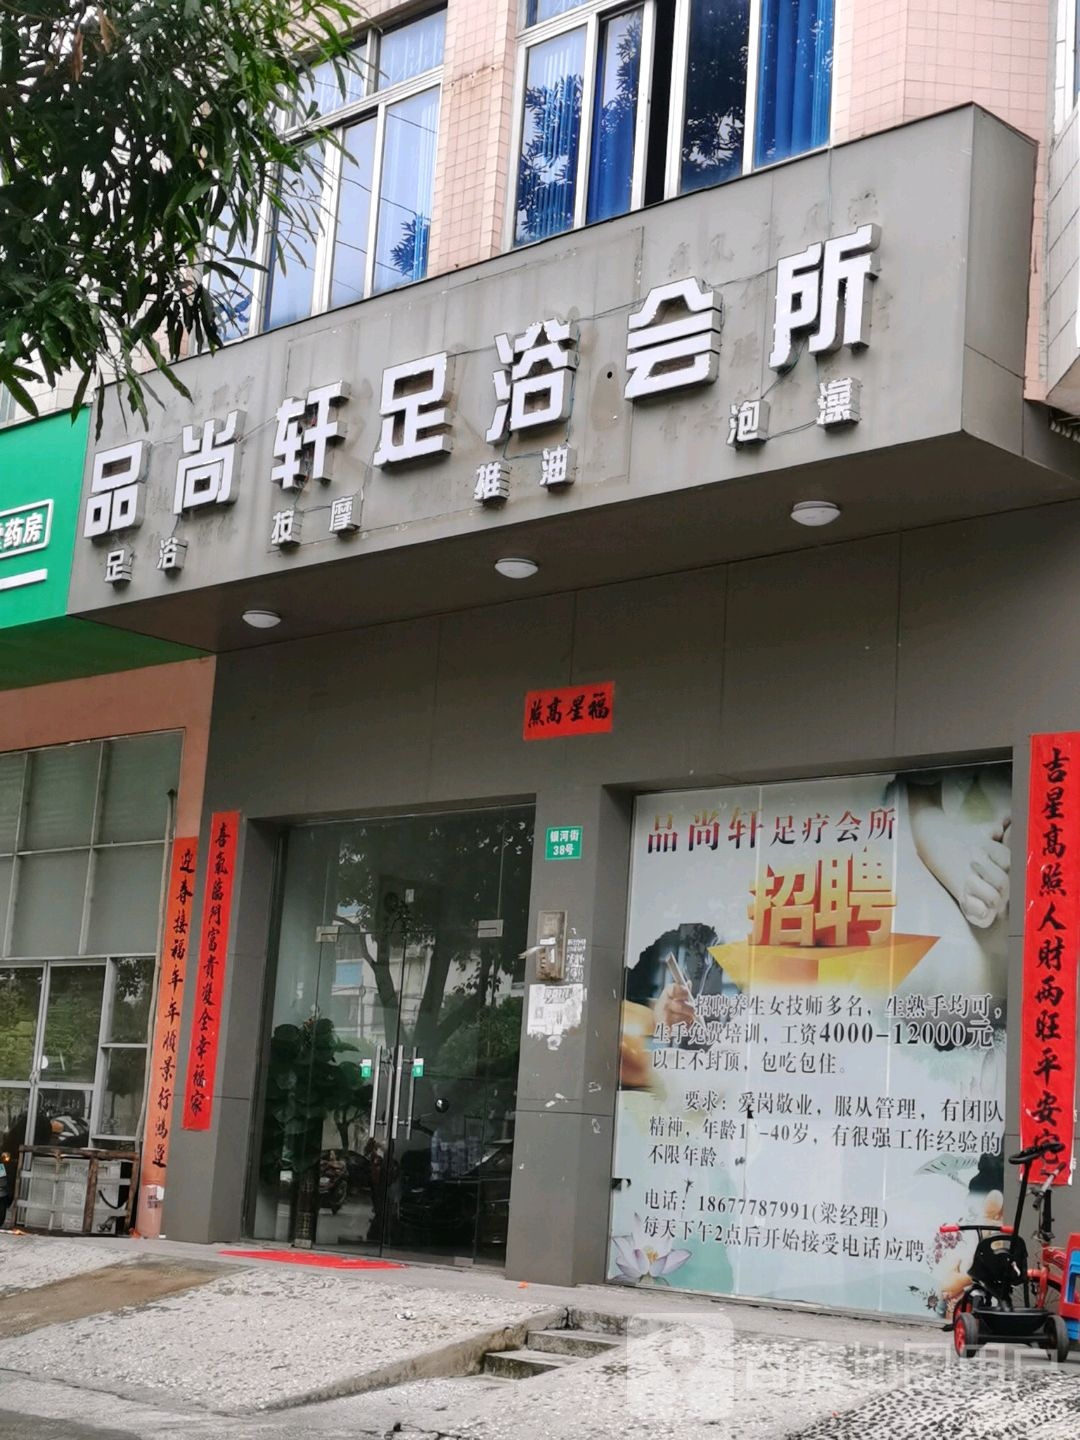 品尚轩足浴会所
足浴 按摩 推油 泡澡
药房
照高星福
银河街
38号
吉星高照人财两旺平安
喜气临门富贵双全幸福家
迎春接福年年顺景行鸿运
品尚轩足疗会所
招聘
招聘养生女技师多名，生熟手均可，
生手免费培训，工资4000-12000元
以上不封顶，包吃包住。
要求：爱岗敬业，服从管理，有团队
精神，年龄1 -40岁，有很强工作经验的
不限年龄。
电话：18677787991(梁经理)
每天下午2点后开始接受电话应聘
百度地图用户